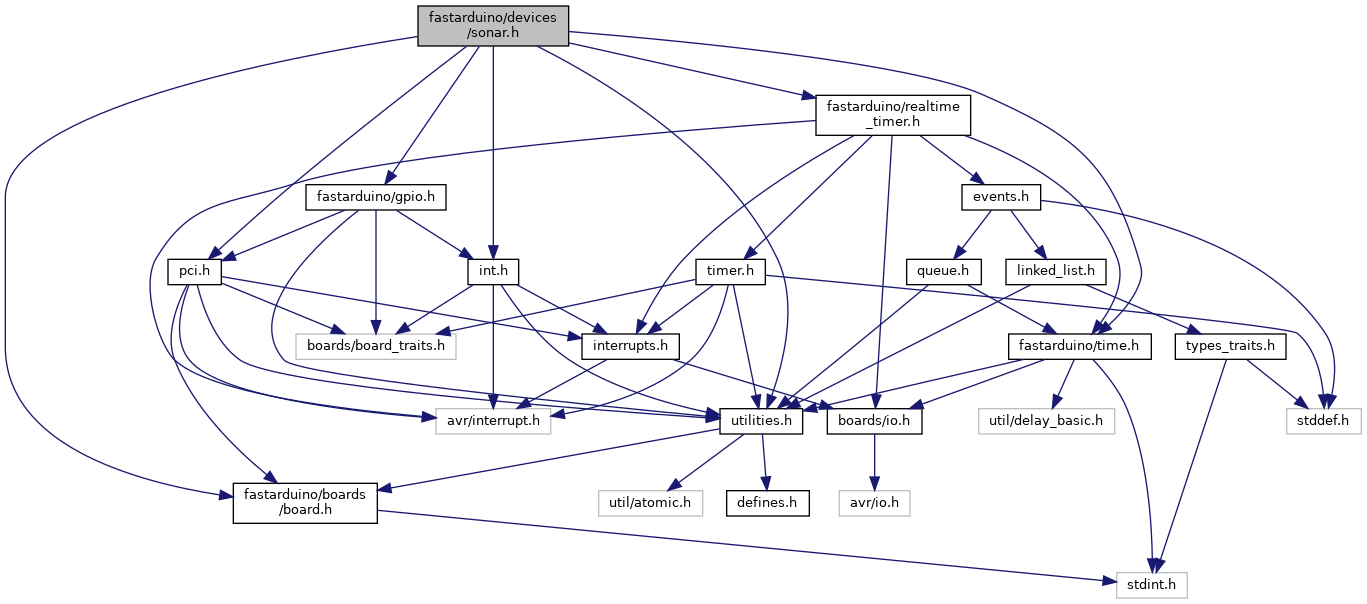 fastarduino/devices
/sonar.h
fastarduino/realtime
_timer.h
fastarduino/gpio.h
events.h
pci.h
int.h
timer.h
queue.h
linked_list.h
boards/board_traits.h
interrupts.h
fastarduino/time.h
types_traits.h
avr/interrupt.h
utilities.h
boards/io.h
util/delay_basic.h
stddef.h
fastarduino/boards
/board.h
util/atomic.h
defines.h
avr/io.h
stdint.h